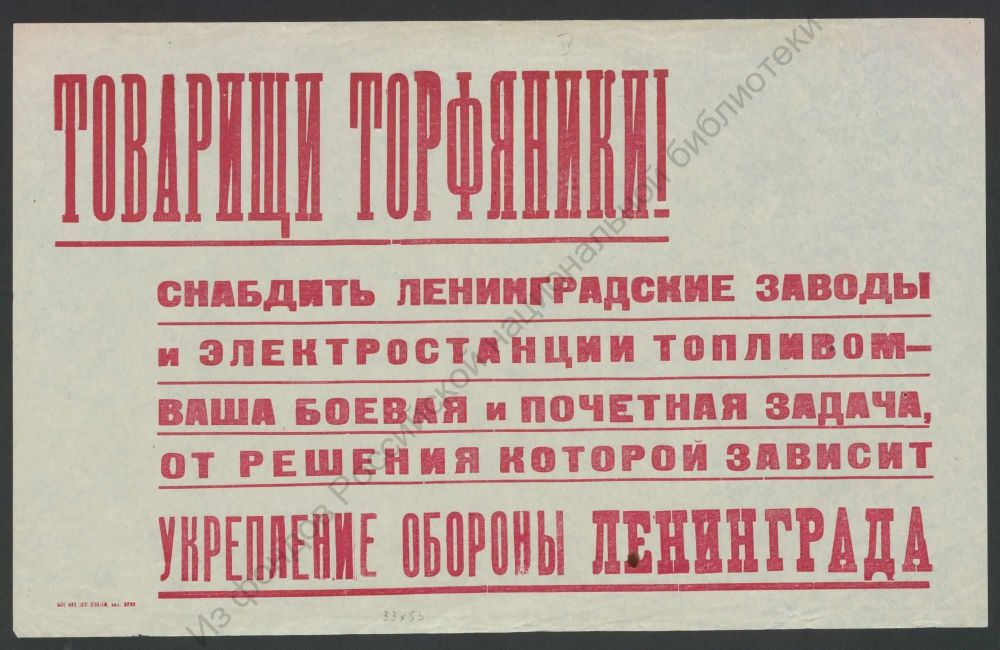 ТОВАРИЩИ ТОРФЯНИКИ!
СНАБДИТЬ ЛЕНИНГРАДСКИЕ ЗАВОДЫ
и ЭЛЕКТРОСТАНЦИИ ТОПЛИВОМ—
ВАША БОЕВАЯ и ПОЧЕТНАЯ ЗАДАЧА,
ОТ РЕШЕНИЯ КОТОРОЙ ЗАВИСИТ
УКРЕПЛЕНИЕ ОБОРОНЫ ЛЕНИНГРАДА
33×53
Из фондов Российской национальной библиотеки